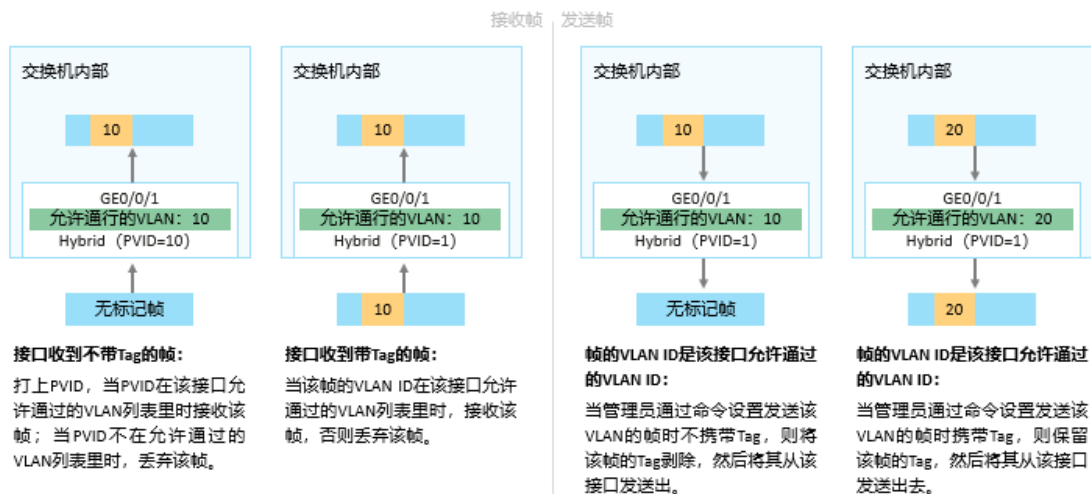 接收帧
发送帧
交换机内部
10
GE0/0/1
允许通行的VLAN：10
Hybrid（PVID=10）
无标记帧
接口收到不带Tag的帧：
打上PVID，当PVID在该接口允
许通过的VLAN列表里时接收该
帧；当PVID不在允许通过的
VLAN列表里时，丢弃该帧。
交换机内部
10
GE0/0/1
允许通行的VLAN：10
Hybrid（PVID=1）
10
接口收到带Tag的帧：
当该帧的VLAN ID在该接口允许
通过的VLAN列表里时，接收该
帧，否则丢弃该帧。
交换机内部
10
GE0/0/1
允许通行的VLAN：10
Hybrid（PVID=1）
无标记帧
帧的VLAN ID是该接口允许通过
的VLAN ID：
当管理员通过命令设置发送该
VLAN的帧时不携带Tag，则将
该帧的Tag剥除，然后将其从该
接口发送出。
交换机内部
20
GE0/0/1
允许通行的VLAN：20
Hybrid（PVID=1）
20
帧的VLAN ID是该接口允许通过
的VLAN ID：
当管理员通过命令设置发送该
VLAN的帧时携带Tag，则保留
该帧的Tag，然后将其从该接口
发送出去。